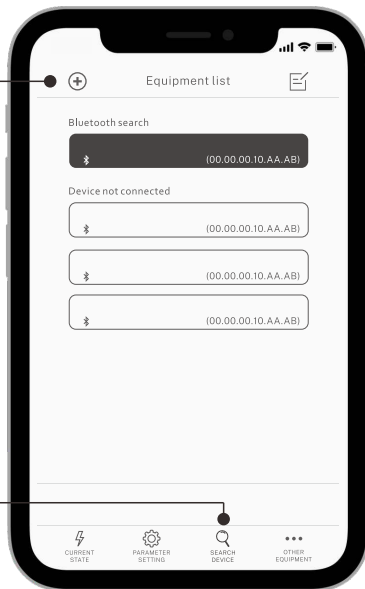 Equipment list
Bluetooth search
(00.00.00.10.AA.AB)
Device not connected
(00.00.00.10.AA.AB)
(00.00.00.10.AA.AB)
(00.00.00.10.AA.AB)
CURRENT STATE
PARAMETER SETTING
SEARCH DEVICE
OTHER EQUIPMENT